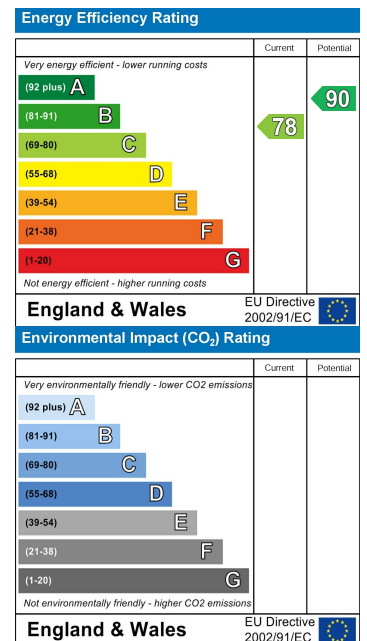 Energy Efficiency Rating
Current Potential
Very energy efficient - lower running costs
(92 plus) A
(81-91) B
(69-80) C
(55-68) D
(39-54) E
(21-38) F
(1-20) G
78
90
Not energy efficient - higher running costs
England & Wales
EU Directive
2002/91/EC
Environmental Impact (CO₂) Rating
Current Potential
Very environmentally friendly - lower CO2 emissions
(92 plus) A
(81-91) B
(69-80) C
(55-68) D
(39-54) E
(21-38) F
(1-20) G
Not environmentally friendly - higher CO2 emissions
England & Wales
EU Directive
2002/91/EC